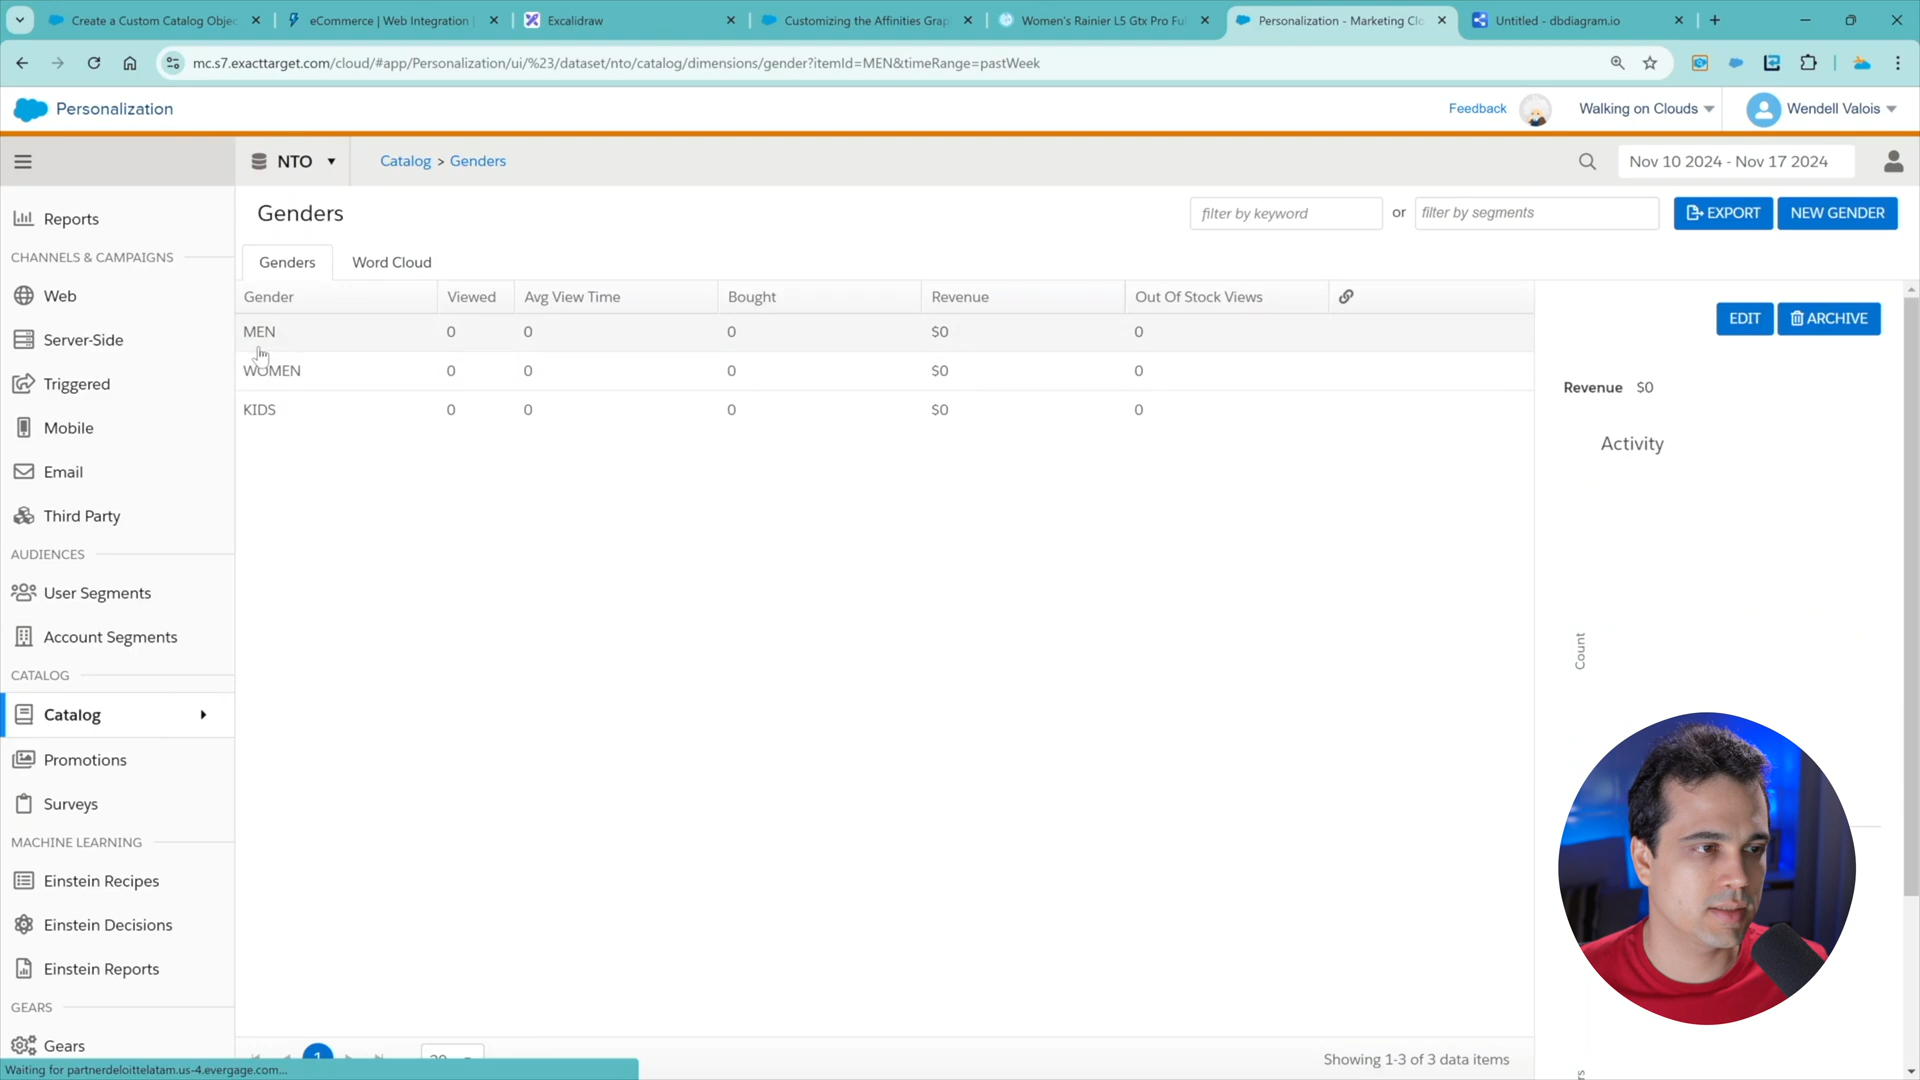 Create a Custom Catalog Objec
eCommerce | Web Integration
Excalidraw
Customizing the Affinities Grap
Women's Rainier L5 Gtx Pro Fu
Personalization - Marketing Clo
Untitled - dbdiagram.io
mc.s7.exacttarget.com/cloud/#app/Personalization/ui/%23/dataset/nto/catalog/dimensions/gender?itemId=MEN&timeRange=pastWeek
Personalization
Feedback
Walking on Clouds
Wendell Valois
NTO
Catalog > Genders
Nov 10 2024 - Nov 17 2024
Reports
CHANNELS & CAMPAIGNS
Web
Server-Side
Triggered
Mobile
Email
Third Party
AUDIENCES
User Segments
Account Segments
CATALOG
Catalog
Promotions
Surveys
MACHINE LEARNING
Einstein Recipes
Einstein Decisions
Einstein Reports
GEARS
Gears
Waiting for partnerdeloittelatam.us-4.evergage.com...
Genders
filter by keyword or filter by segments
EXPORT
NEW GENDER
Genders Word Cloud
Gender Viewed Avg View Time Bought Revenue Out Of Stock Views
MEN 0 0 0 $0 0
WOMEN 0 0 0 $0 0
KIDS 0 0 0 $0 0
EDIT
ARCHIVE
Revenue $0
Activity
Count
1
20
Showing 1-3 of 3 data items